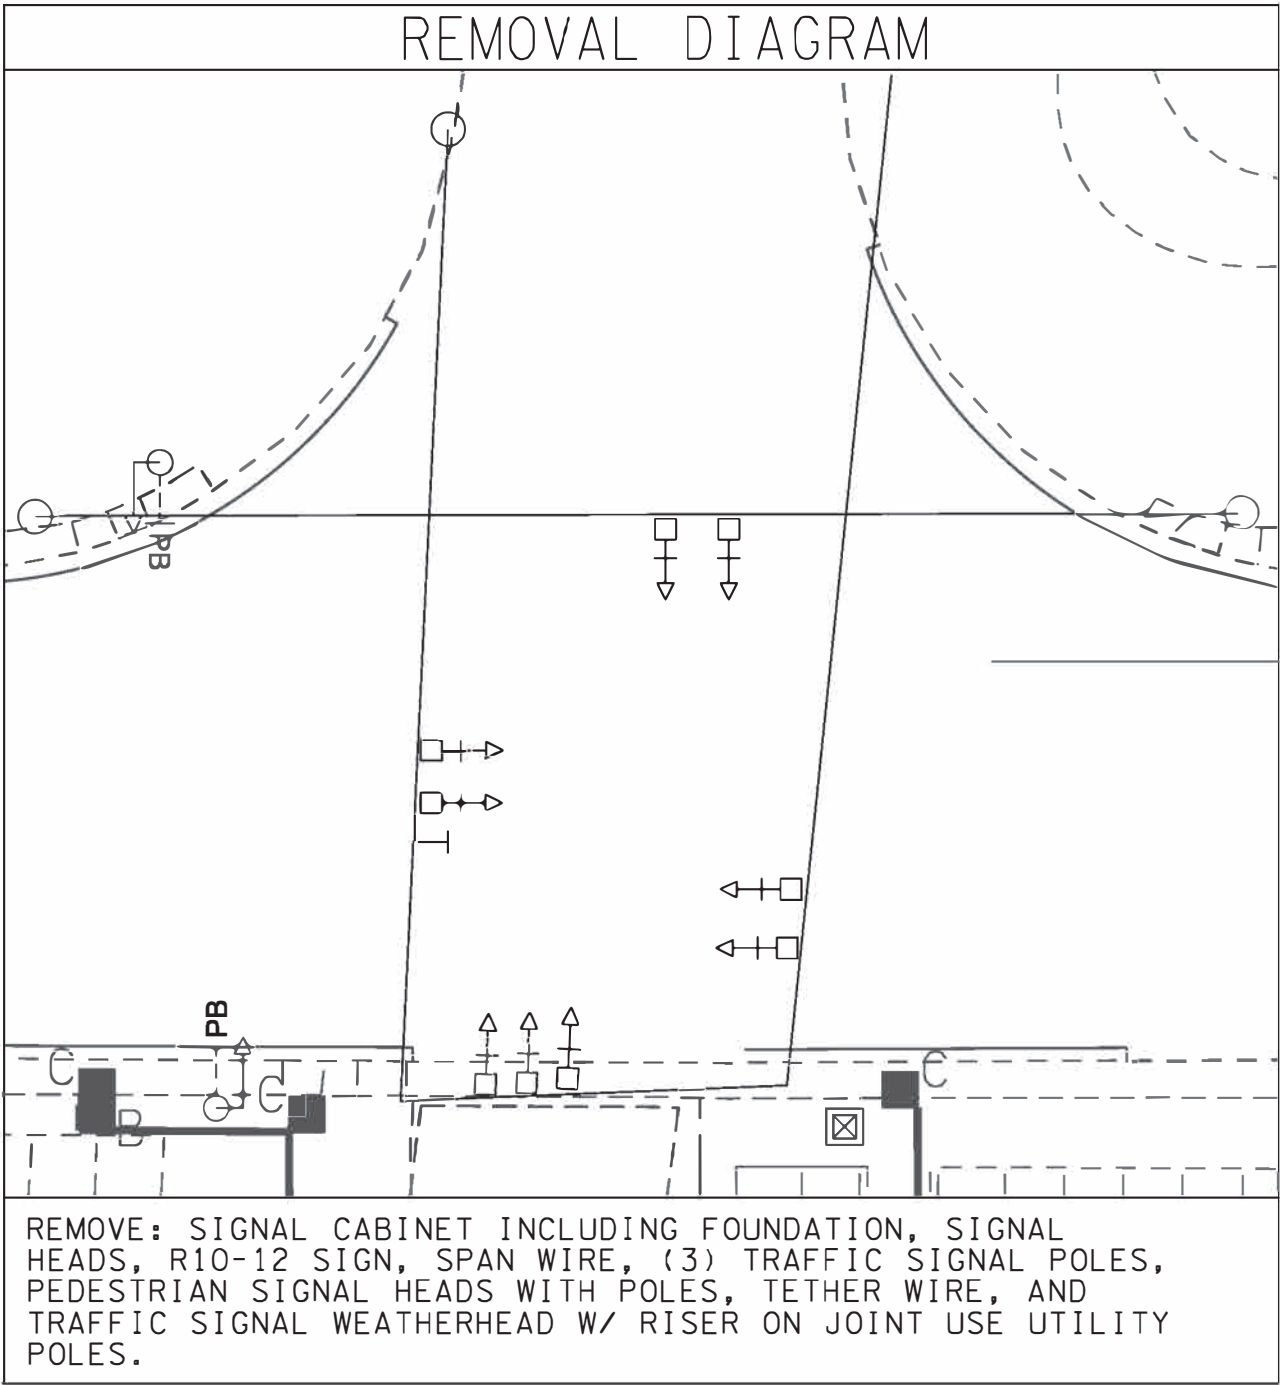 REMOVAL DIAGRAM
PB
T
PB
C
C
T
T
C
B
REMOVE: SIGNAL CABINET INCLUDING FOUNDATION, SIGNAL
HEADS, R10-12 SIGN, SPAN WIRE, (3) TRAFFIC SIGNAL POLES,
PEDESTRIAN SIGNAL HEADS WITH POLES, TETHER WIRE, AND
TRAFFIC SIGNAL WEATHERHEAD W/ RISER ON JOINT USE UTILITY
POLES.